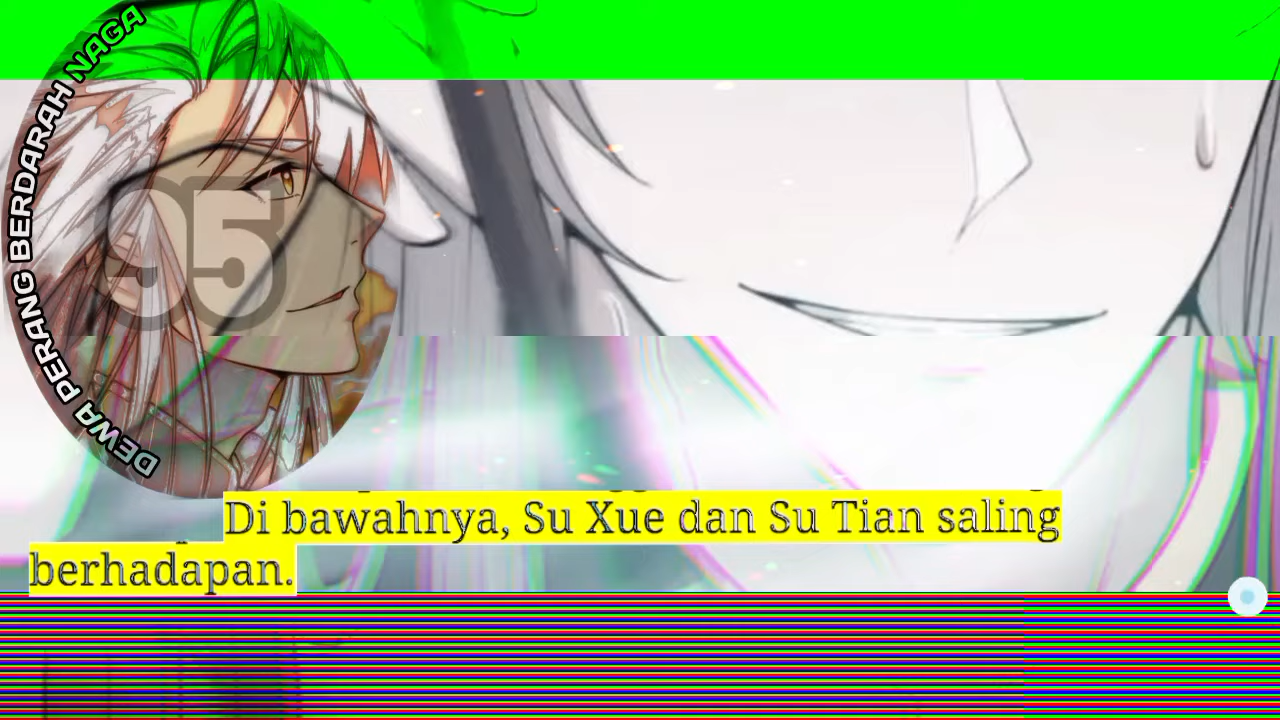 DEWA PERANG BERDARAH NAGA
95
Di bawahnya, Su Xue dan Su Tian saling
berhadapan.